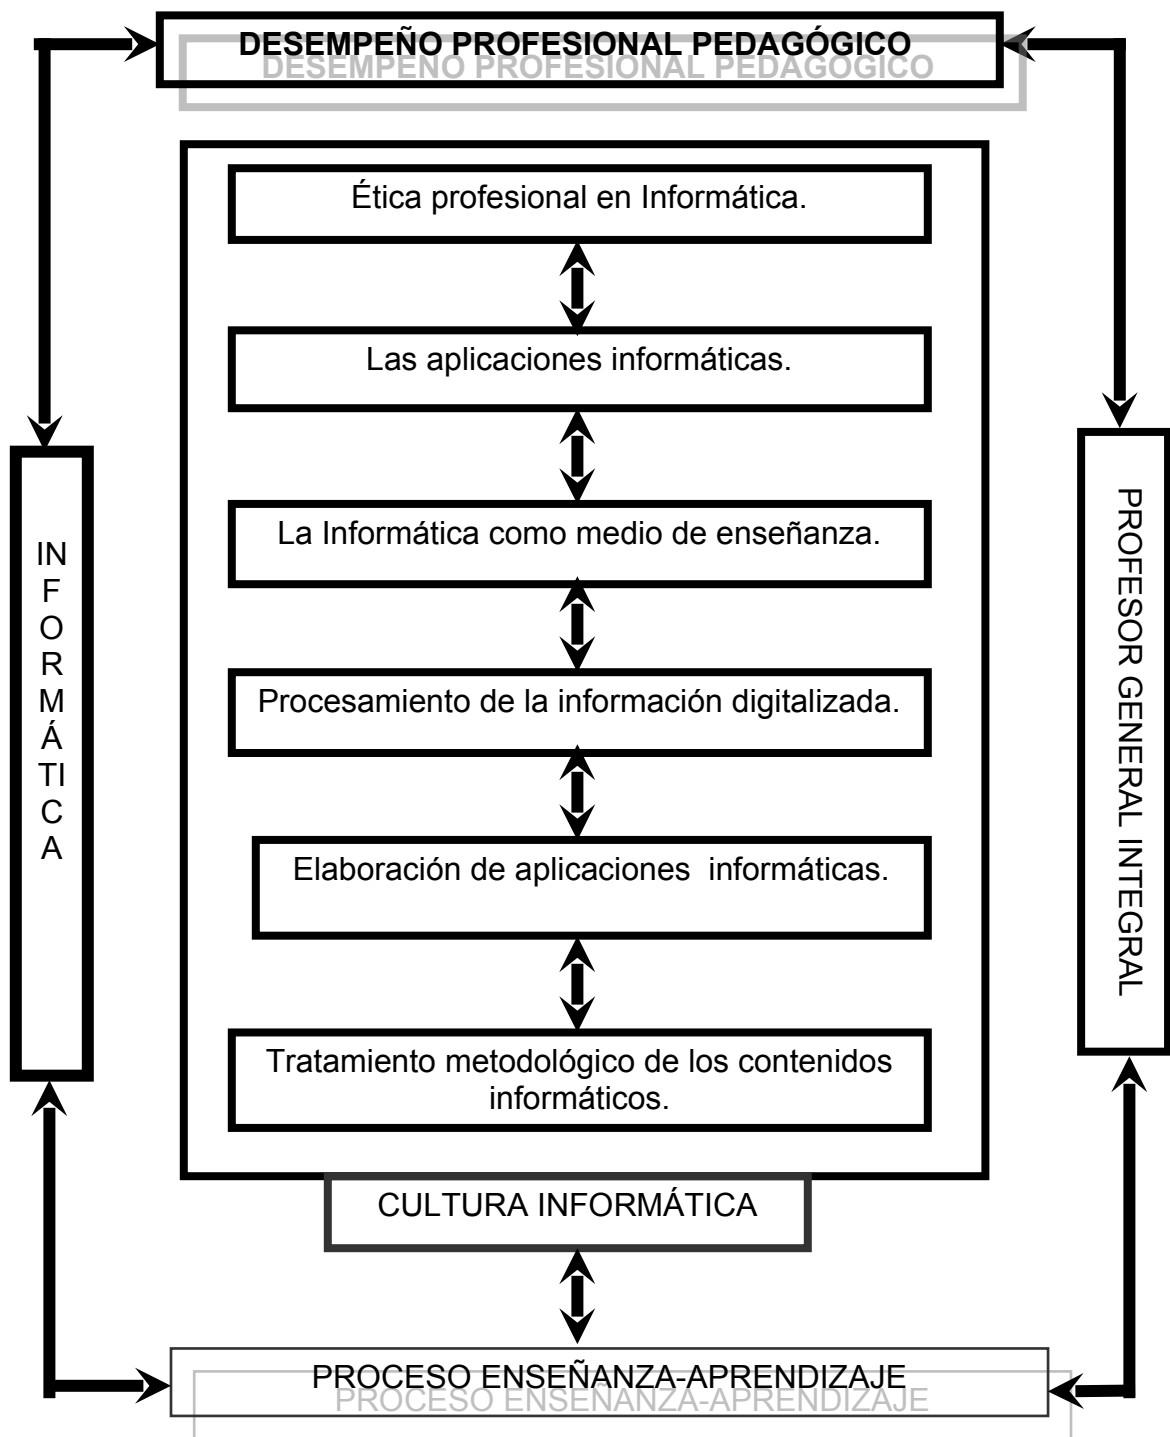 DESEMPEÑO PROFESIONAL PEDAGÓGICO
DESEMPEÑO PROFESIONAL PEDAGÓGICO
Ética profesional en Informática.
Las aplicaciones informáticas.
La Informática como medio de enseñanza.
Procesamiento de la información digitalizada.
Elaboración de aplicaciones  informáticas.
Tratamiento metodológico de los contenidos
informáticos.
IN
F
O
R
M
Á
TI
C
A
PROFESOR GENERAL INTEGRAL
CULTURA INFORMÁTICA
PROCESO ENSEÑANZA-APRENDIZAJE
PROCESO ENSEÑANZA-APRENDIZAJE